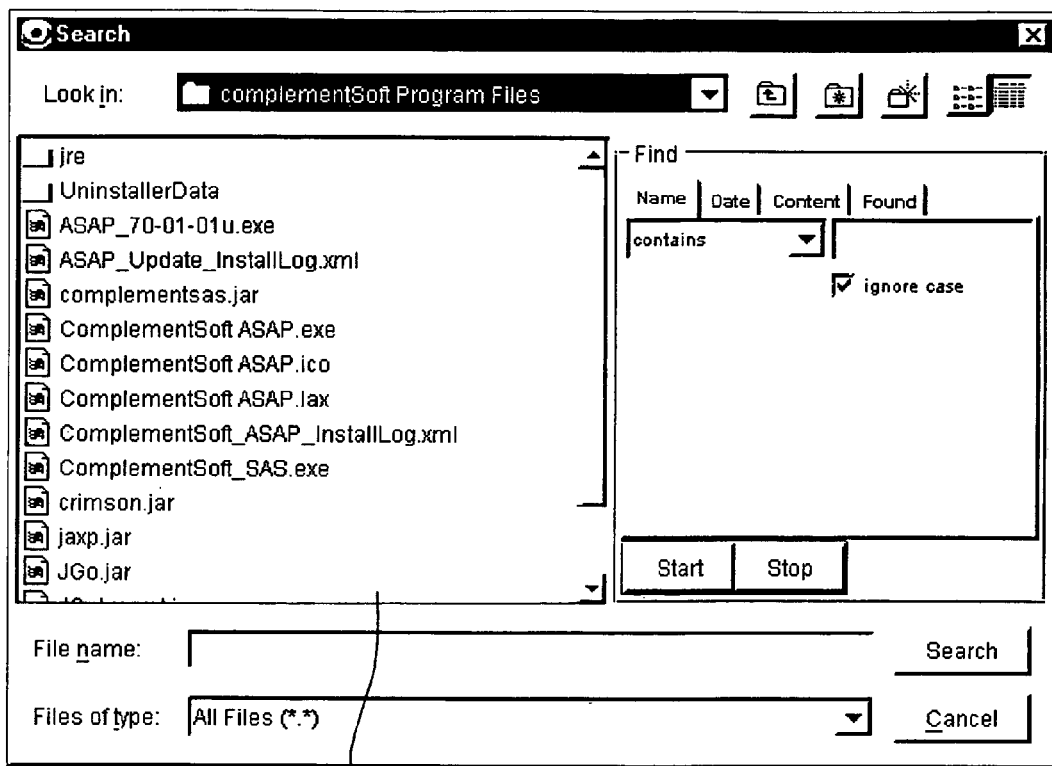 Search
Look in: complementSoft Program Files
jre
UninstallerData
ASAP_70-01-01u.exe
ASAP_Update_InstallLog.xml
complementsas.jar
ComplementSoft ASAP.exe
ComplementSoft ASAP.ico
ComplementSoft ASAP.lax
ComplementSoft_ASAP_InstallLog.xml
ComplementSoft_SAS.exe
crimson.jar
jaxp.jar
JGo.jar
Find
Name Date Content Found
contains
ignore case
Start Stop
File name: Search
Files of type: All Files (*.*) Cancel